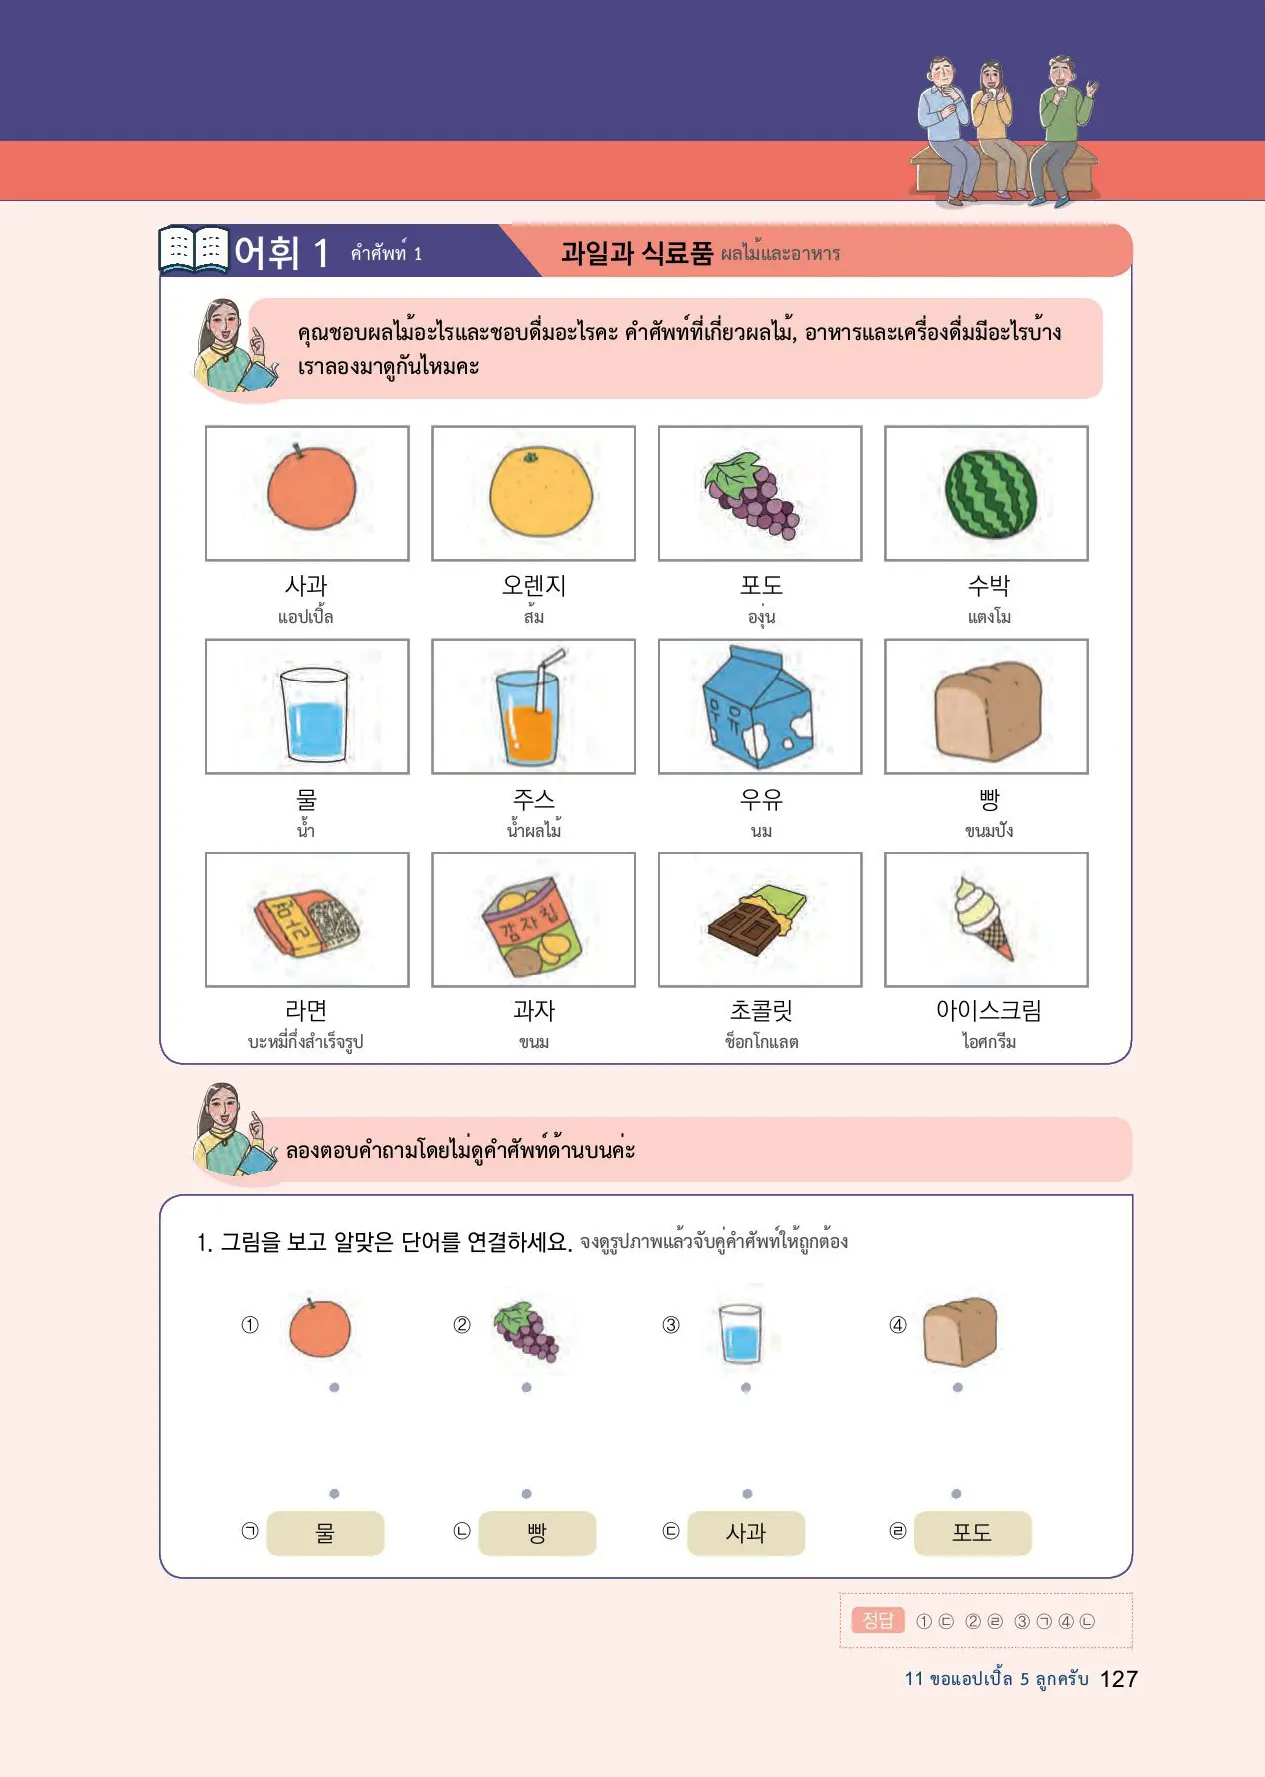 어휘 1 คำศัพท์ 1 과일과 식료품 ผลไม้และอาหาร
คุณชอบผลไม้อะไรและชอบดื่มอะไรคะ คำศัพท์ที่เกี่ยวผลไม้, อาหารและเครื่องดื่มมีอะไรบ้าง
เราลองมาดูกันไหมคะ
사과 오렌지 포도 수박
แอปเปิ้ล ส้ม องุ่น แตงโม
우유
물 주스 우유 빵
น้ำ น้ำผลไม้ นม ขนมปัง
감자칩
라면 과자 초콜릿 아이스크림
บะหมี่กึ่งสำเร็จรูป ขนม ช็อกโกแลต ไอศกรีม
ลองตอบคำถามโดยไม่ดูคำศัพท์ด้านบนค่ะ
1. 그림을 보고 알맞은 단어를 연결하세요. จงดูรูปภาพแล้วจับคู่คำศัพท์ให้ถูกต้อง
① ② ③ ④
㉠ 물 ㉡ 빵 ㉢ 사과 ㉣ 포도
정답 ① ㉢ ② ㉣ ③ ㉠ ④ ㉡
11 ขอแอปเปิ้ล 5 ลูกครับ 127